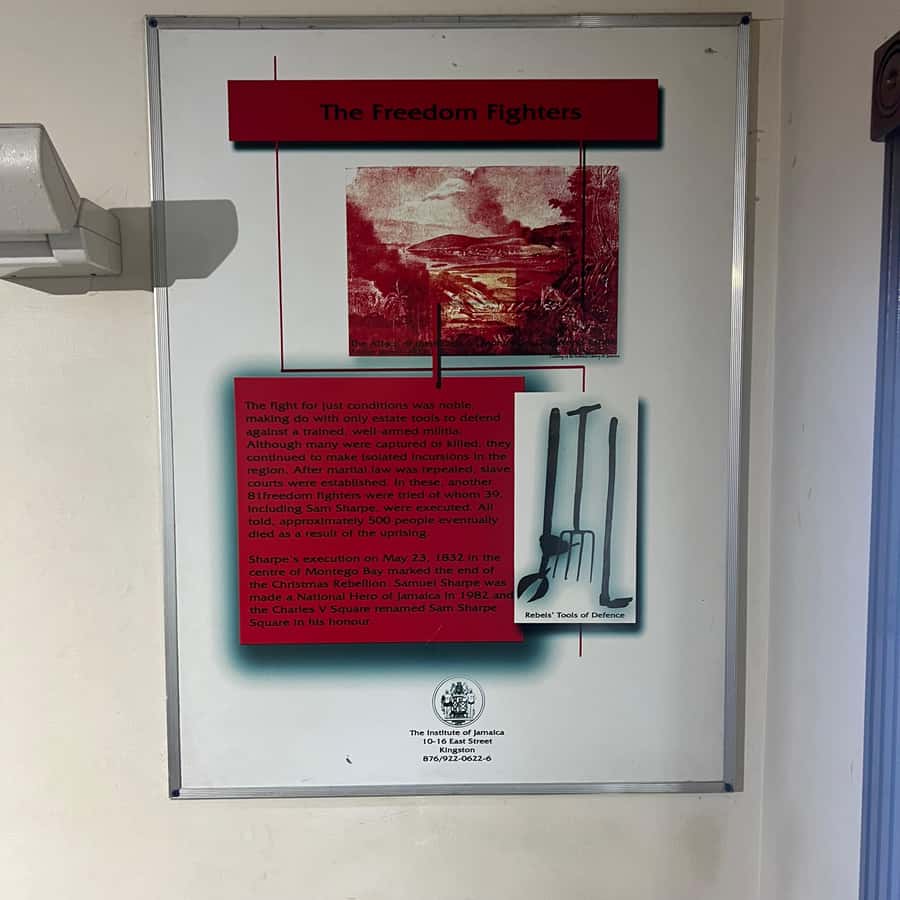 The Freedom Fighters
The Attack of the
The fight for just conditions was noble,
making do with only estate tools to defend
against a trained, well-armed militia.
Although many were captured or killed, they
continued to make isolated incursions in the
region. After martial law was repealed, slave
courts were established. In these, another
81freedom fighters were tried of whom 39,
including Sam Sharpe, were executed. All
told, approximately 500 people eventually
died as a result of the uprising.
Sharpe's execution on May 23, 1832 in the
centre of Montego Bay marked the end of
the Christmas Rebellion. Samuel Sharpe was
made a National Hero of Jamaica in 1982 and
the Charles V Square renamed Sam Sharpe
Square in his honour.
Rebels' Tools of Defence
The Institute of Jamaica
10-16 East Street
Kingston
876/922-0622-6